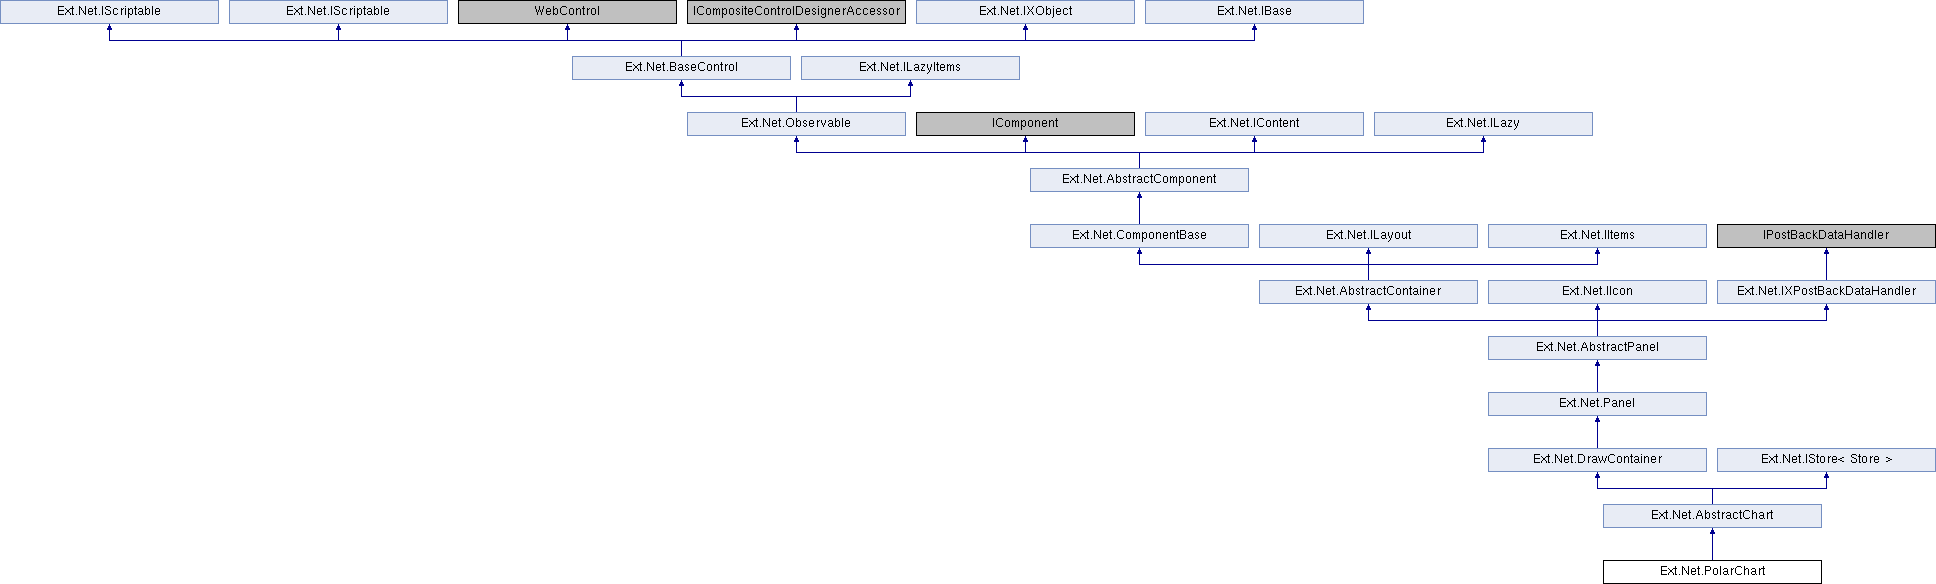 Ext.Net.IScriptable Ext.Net.IScriptable WebControl ICompositeControlDesignerAccessor Ext.Net.IXObject Ext.Net.IBase
Ext.Net.BaseControl Ext.Net.ILazyItems
Ext.Net.Observable IComponent Ext.Net.IContent Ext.Net.ILazy
Ext.Net.AbstractComponent
Ext.Net.ComponentBase Ext.Net.ILayout Ext.Net.IItems IPostBackDataHandler
Ext.Net.AbstractContainer Ext.Net.IIcon Ext.Net.IXPostBackDataHandler
Ext.Net.AbstractPanel
Ext.Net.Panel
Ext.Net.DrawContainer Ext.Net.IStore< Store >
Ext.Net.AbstractChart
Ext.Net.PolarChart